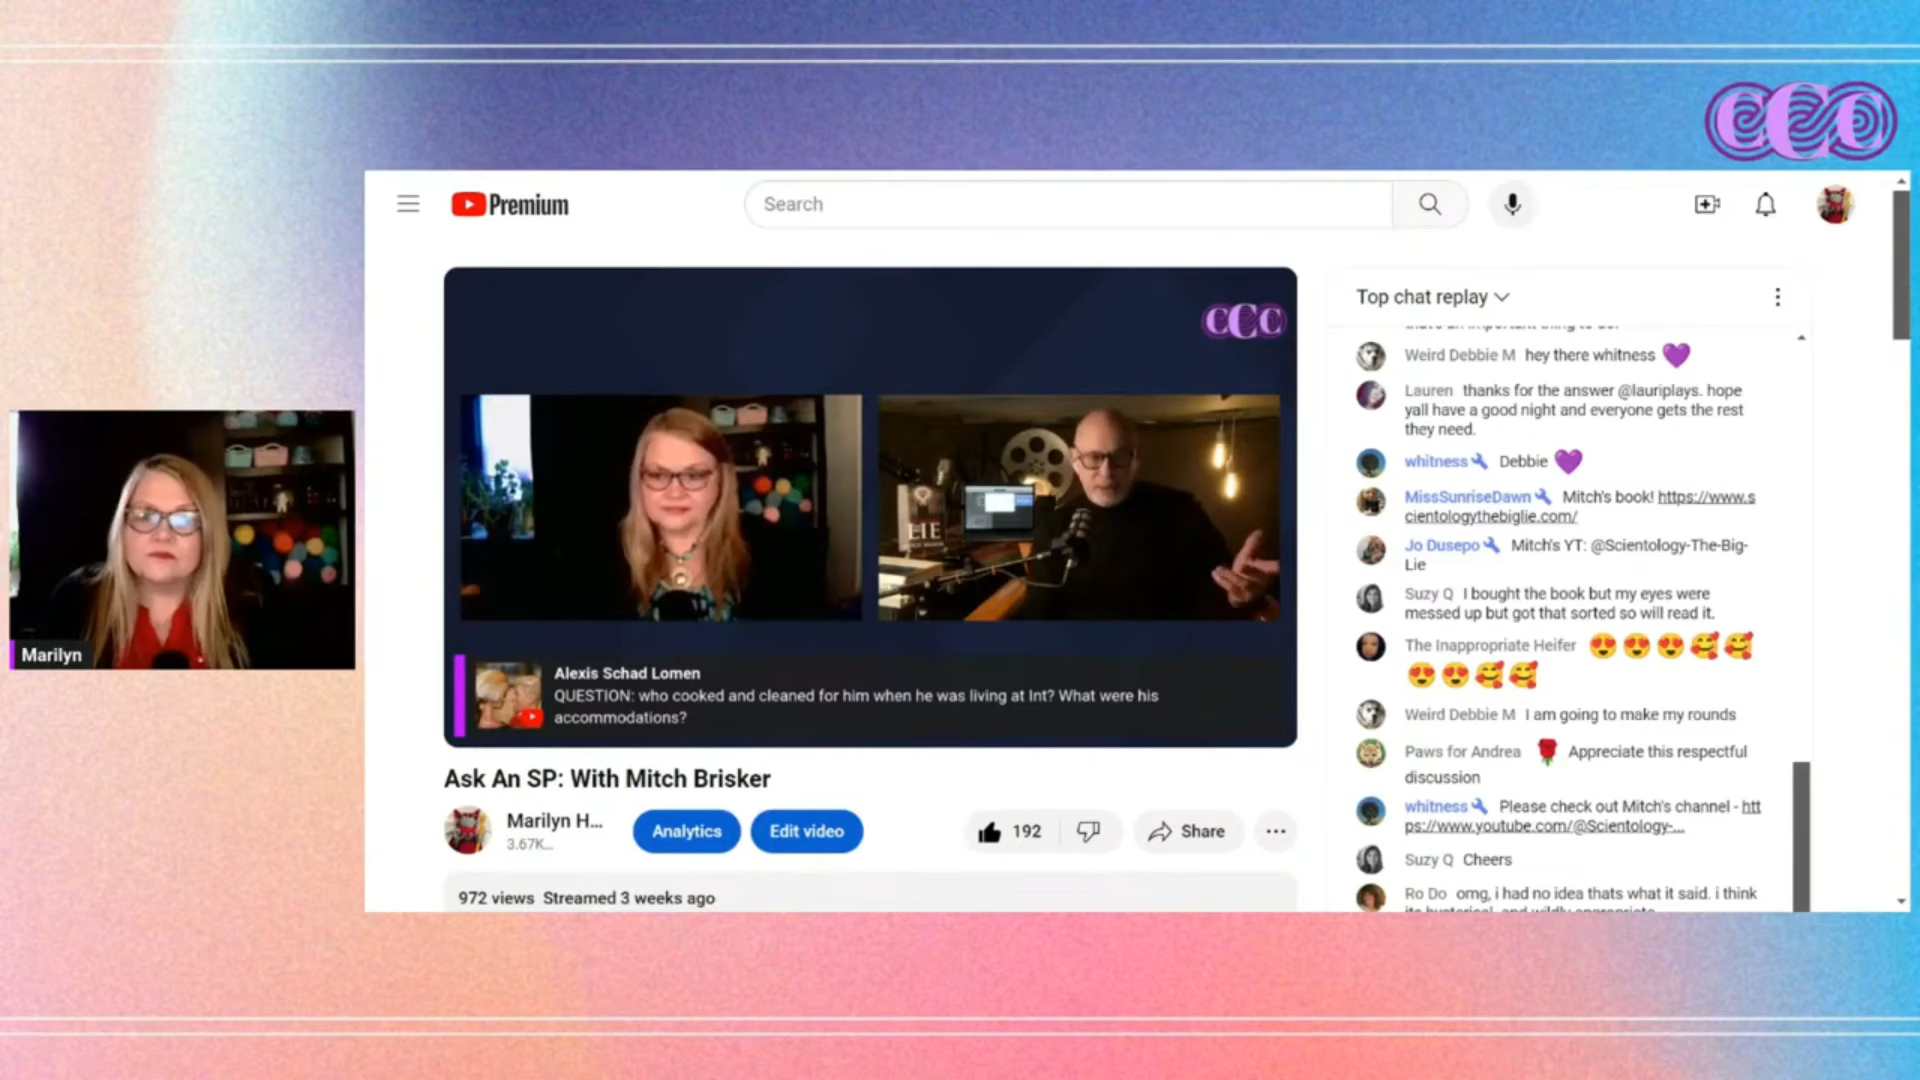 CCC
Premium
Search
CCC
LIE
Alexis Schad Lomen
QUESTION: who cooked and cleaned for him when he was living at Int? What were his
accommodations?
Marilyn
Ask An SP: With Mitch Brisker
Marilyn H...
3.67K...
Analytics
Edit video
192
Share
972 views Streamed 3 weeks ago
Top chat replay
Weird Debbie M hey there whitness 💜
Lauren thanks for the answer @lauriplays. hope
yall have a good night and everyone gets the rest
they need.
whitness Debbie 💜
MissSunriseDawn Mitch's book! https://www.s
cientologythebiglie.com/
Jo Dusepo Mitch's YT: @Scientology-The-Big-
Lie
Suzy Q I bought the book but my eyes were
messed up but got that sorted so will read it.
The Inappropriate Heifer 😍😍😍🥰🥰
😍😍🥰🥰
Weird Debbie M I am going to make my rounds
Paws for Andrea 🌹 Appreciate this respectful
discussion
whitness Please check out Mitch's channel - htt
ps://www.youtube.com/@Scientology-...
Suzy Q Cheers
Ro Do omg, i had no idea thats what it said. i think